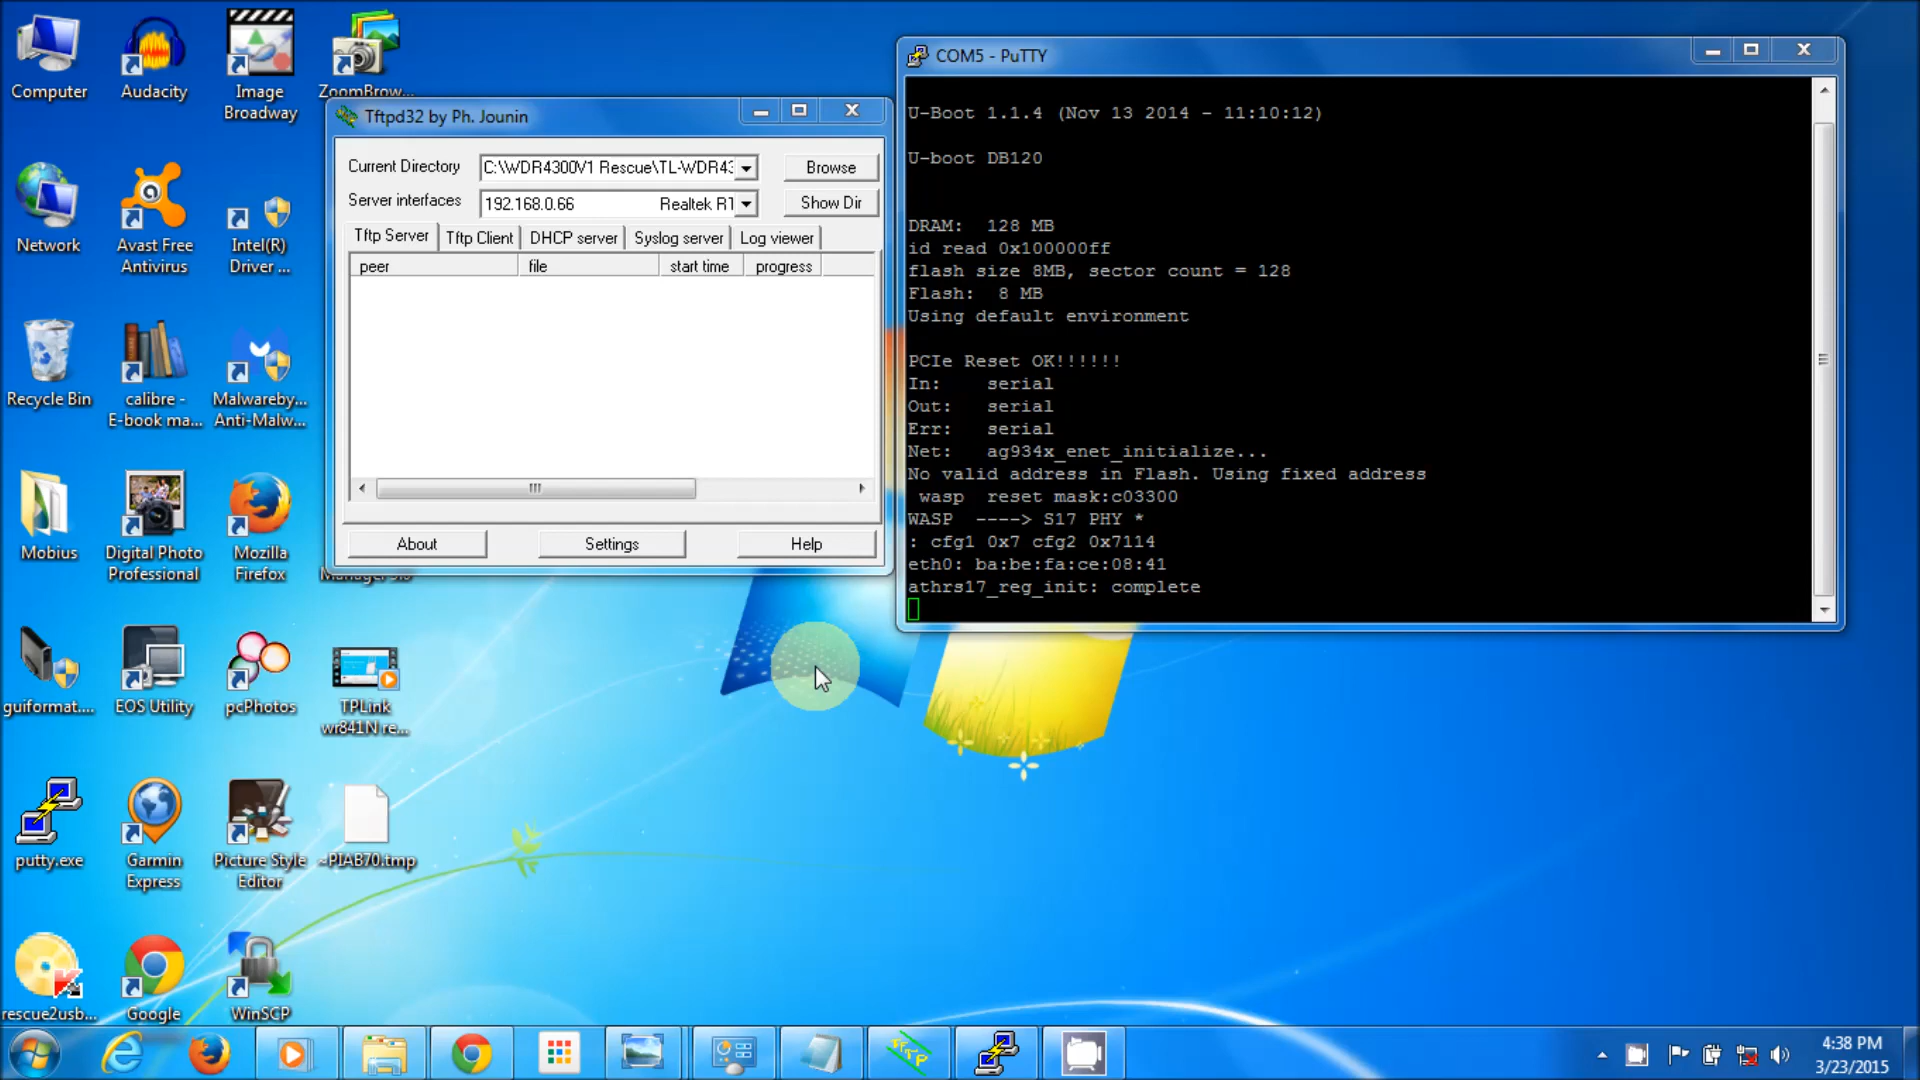 Computer
Audacity
Image
Broadway
ZoomBrow...
Network
Avast Free
Antivirus
Intel(R)
Driver ...
Recycle Bin
calibre -
E-book ma...
Malwareby...
Anti-Malw...
Mobius
Digital Photo
Professional
Mozilla
Firefox
guiformat....
EOS Utility
pcPhotos
TPLink
wr841N re...
putty.exe
Garmin
Express
Picture Style
Editor
~PIAB70.tmp
rescue2usb...
Google
WinSCP
Tftpd32 by Ph. Jounin
Current Directory
C:\WDR4300V1 Rescue\TL-WDR43
Browse
Server interfaces
192.168.0.66 Realtek RT
Show Dir
Tftp Server
Tftp Client
DHCP server
Syslog server
Log viewer
peer
file
start time
progress
About
Settings
Help
COM5 - PuTTY
U-Boot 1.1.4 (Nov 13 2014 - 11:10:12)
U-boot DB120
DRAM: 128 MB
id read 0x100000ff
flash size 8MB, sector count = 128
Flash: 8 MB
Using default environment
PCIe Reset OK!!!!!!
In: serial
Out: serial
Err: serial
Net: ag934x_enet_initialize...
No valid address in Flash. Using fixed address
wasp reset mask:c03300
WASP ----> S17 PHY *
: cfg1 0x7 cfg2 0x7114
eth0: ba:be:fa:ce:08:41
athrs17_reg_init: complete
TFTP
4:38 PM
3/23/2015